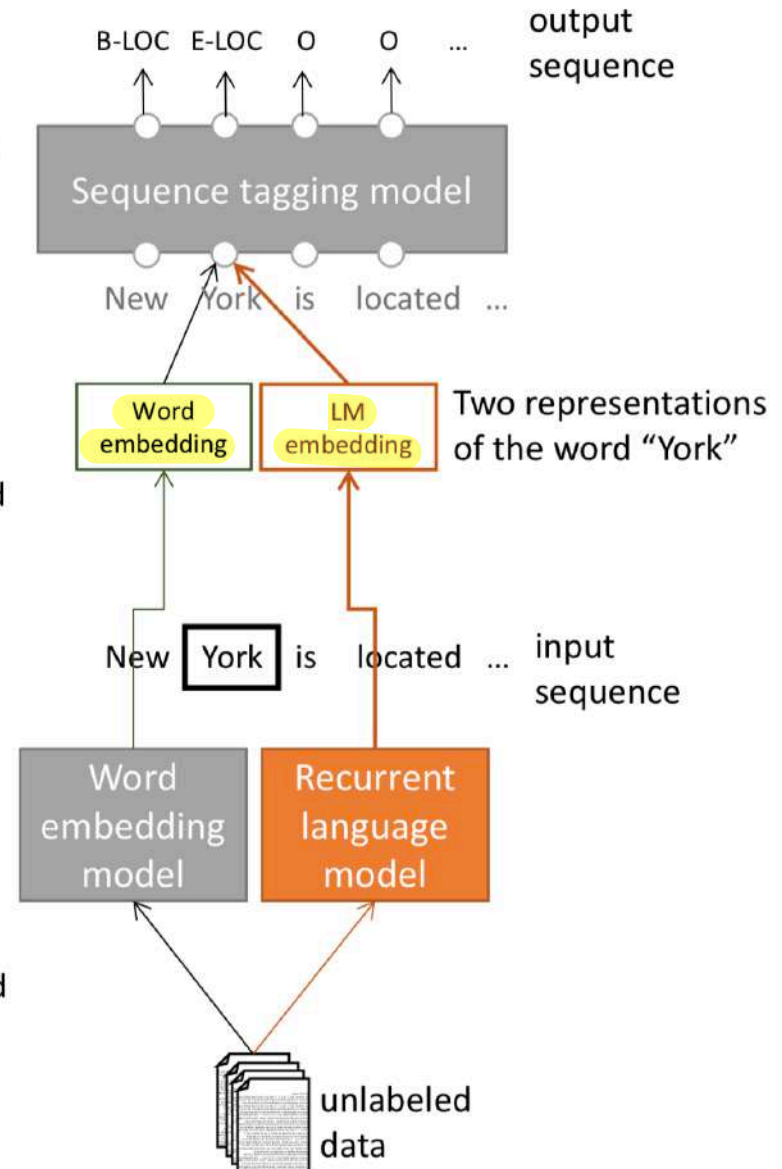 B-LOC E-LOC O O ...
output
sequence
Sequence tagging model
New York is located ...
Word
embedding
LM
embedding
Two representations
of the word “York”
New York is located ...
input
sequence
Word
embedding
model
Recurrent
language
model
unlabeled
data